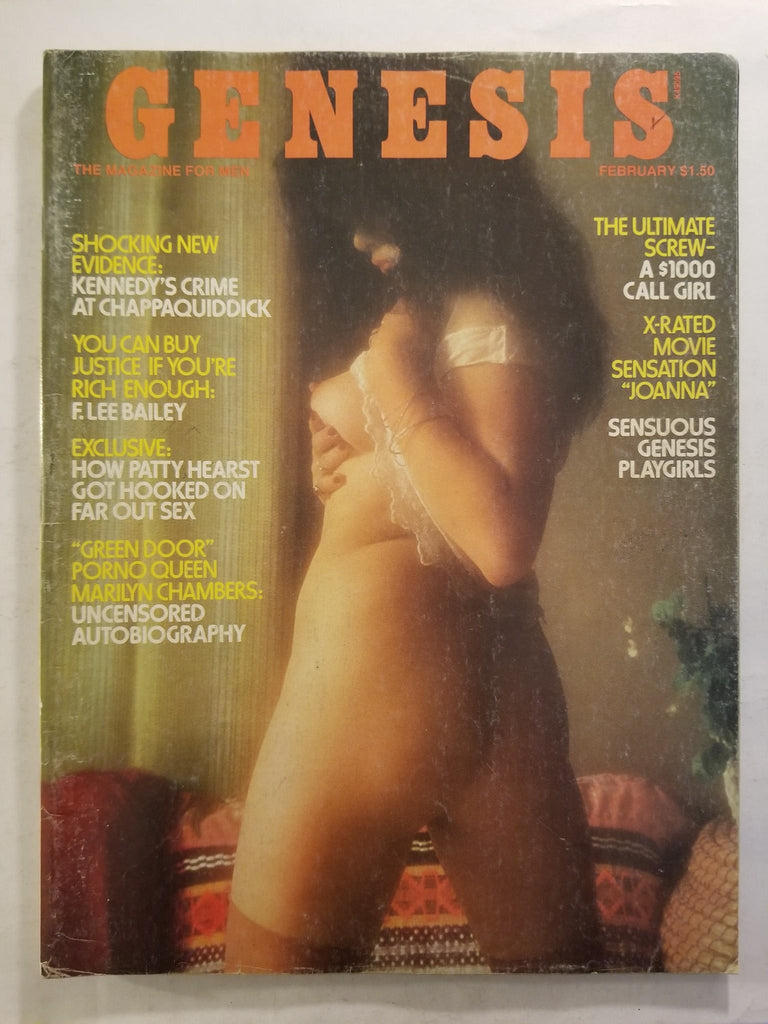 GENESIS
THE MAGAZINE FOR MEN
FEBRUARY $1.50
SHOCKING NEW
EVIDENCE:
KENNEDY'S CRIME
AT CHAPPAQUIDDICK
YOU CAN BUY
JUSTICE IF YOU'RE
RICH ENOUGH:
F. LEE BAILEY
EXCLUSIVE:
HOW PATTY HEARST
GOT HOOKED ON
FAR OUT SEX
"GREEN DOOR"
PORNO QUEEN
MARILYN CHAMBERS:
UNCENSORED
AUTOBIOGRAPHY
THE ULTIMATE
SCREW-
A $1000
CALL GIRL
X-RATED
MOVIE
SENSATION
"JOANNA"
SENSUOUS
GENESIS
PLAYGIRLS